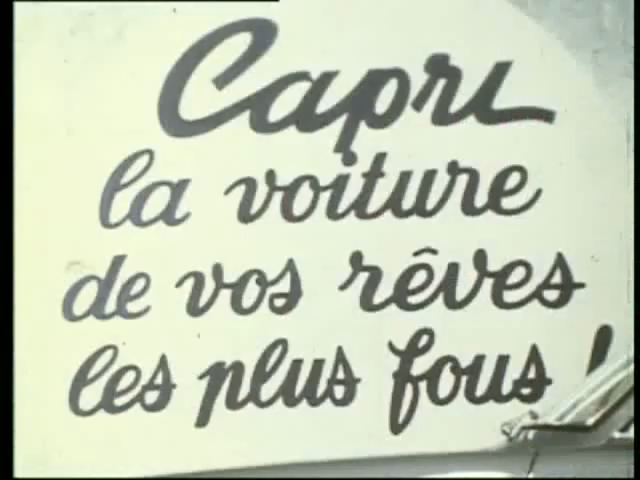 Capri
la voiture
de vos rêves
les plus fous !